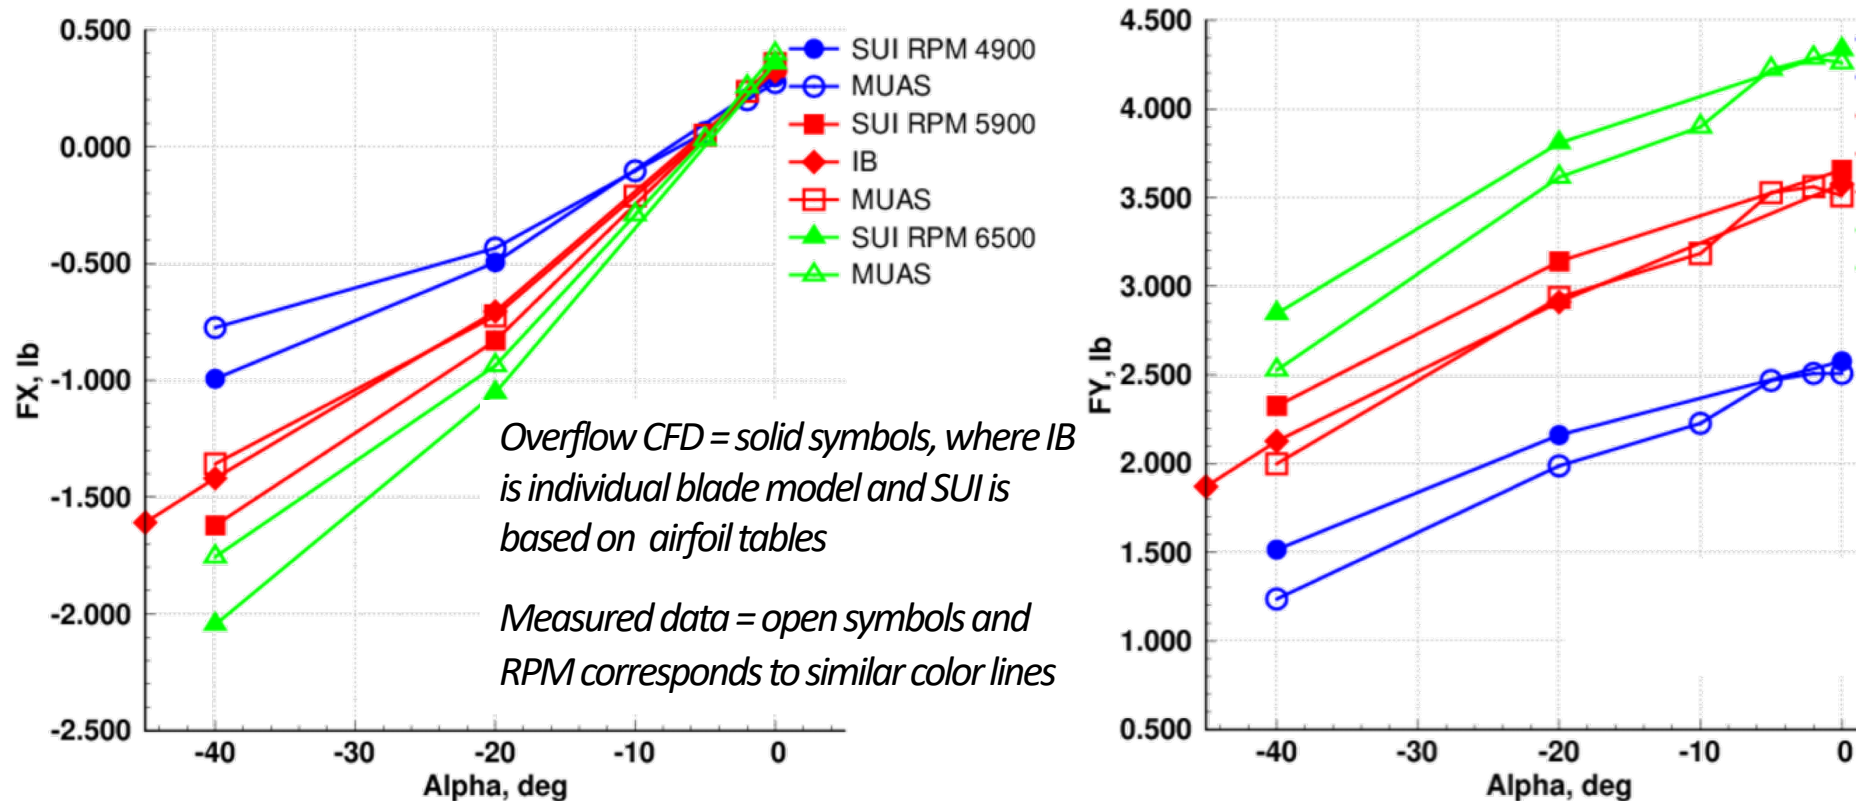 0.500
0.000
-0.500
-1.000
-1.500
-2.000
-2.500
FX, lb
-40
-30
-20
-10
0
Alpha, deg
SUI RPM 4900
MUAS
SUI RPM 5900
IB
MUAS
SUI RPM 6500
MUAS
Overflow CFD = solid symbols, where IB
is individual blade model and SUI is
based on airfoil tables
Measured data = open symbols and
RPM corresponds to similar color lines
4.500
4.000
3.500
3.000
2.500
2.000
1.500
1.000
0.500
FY, lb
-40
-30
-20
-10
0
Alpha, deg